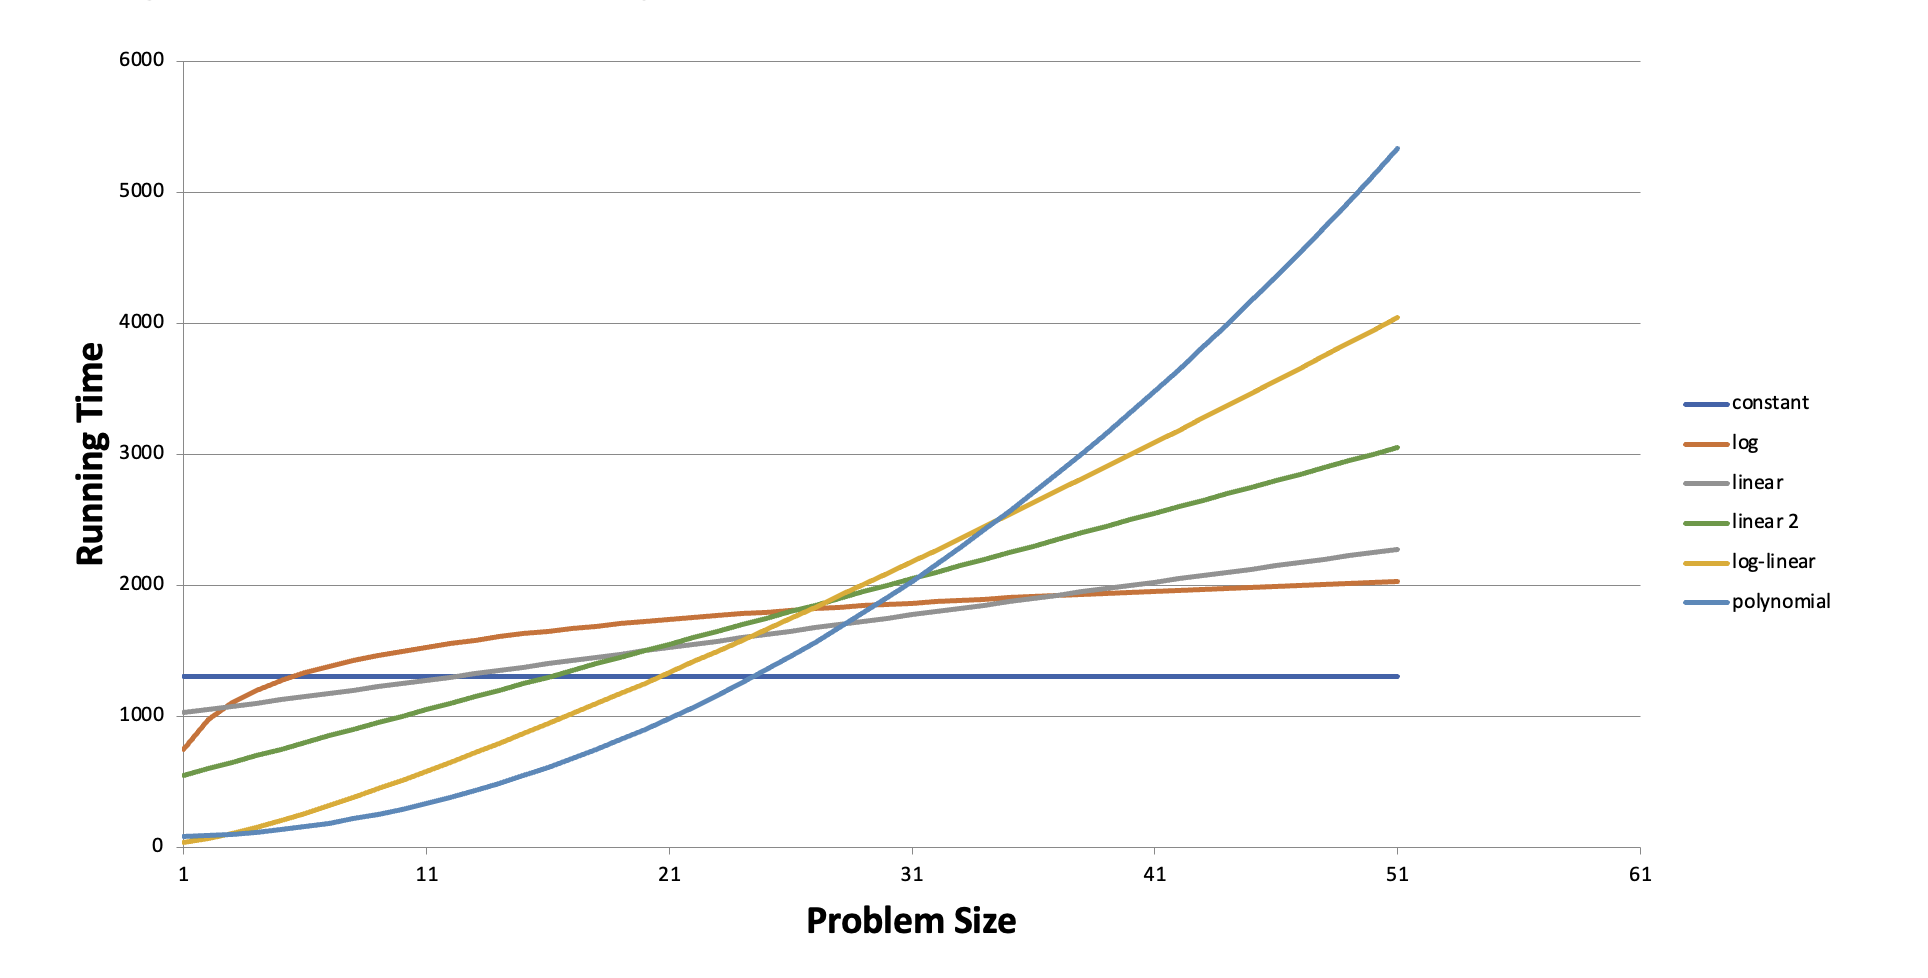 6000
5000
4000
3000
2000
1000
0
Running Time
1 11 21 31 41 51 61
Problem Size
constant
log
linear
linear 2
log-linear
polynomial